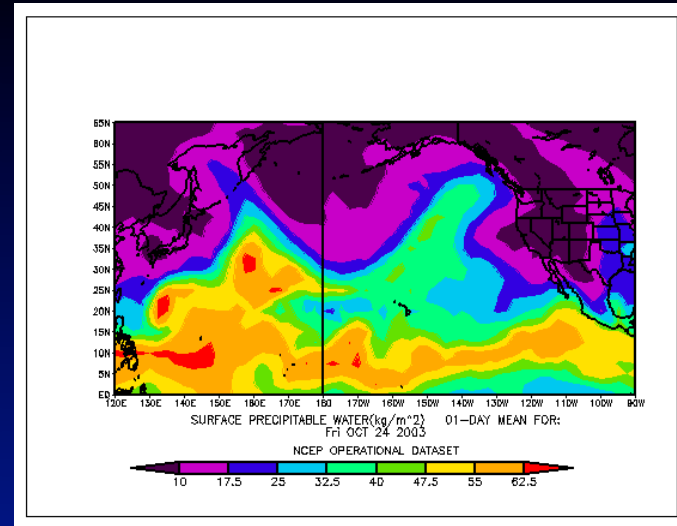 65N
60N
55N
50N
45N
40N
35N
30N
25N
20N
15N
10N
5N
EQ
120E 130E 140E 150E 160E 170E 180 170W 160W 150W 140W 130W 120W 110W 100W 90W
SURFACE PRECIPITABLE WATER(kg/m^2) 01-DAY MEAN FOR:
Fri OCT 24 2003
NCEP OPERATIONAL DATASET
10 17.5 25 32.5 40 47.5 55 62.5